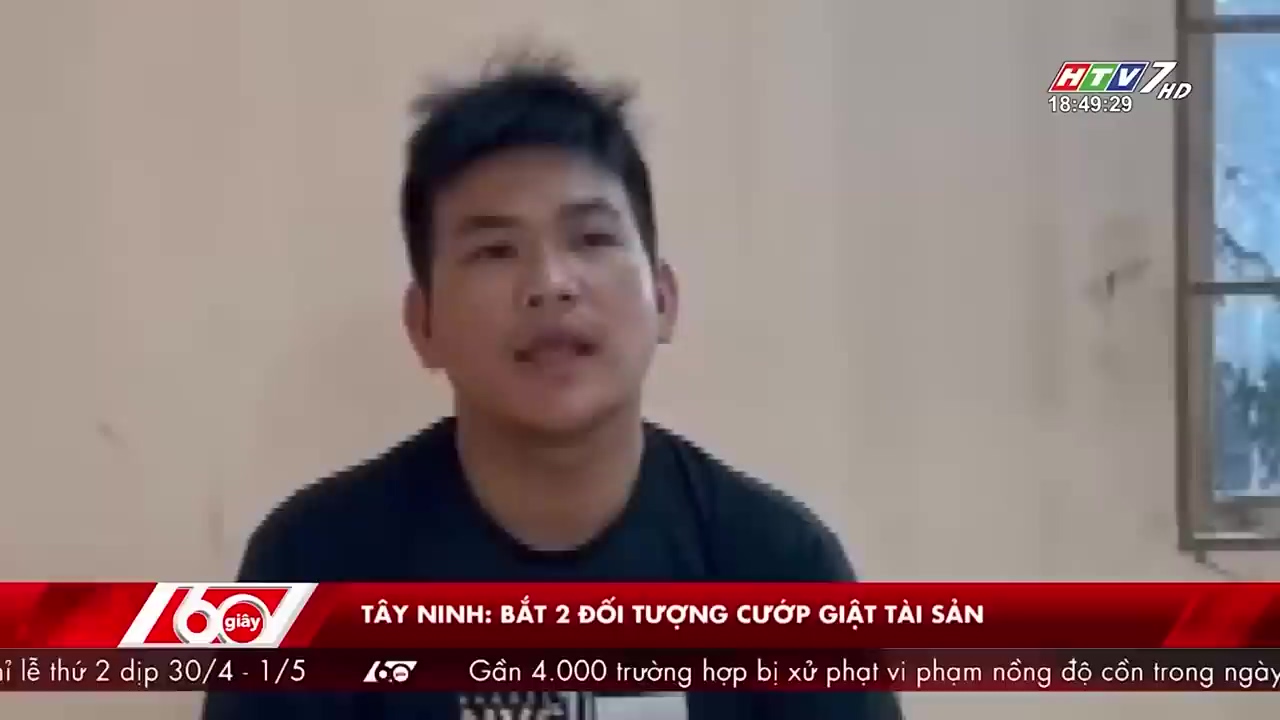 HTV7 HD
18:49:29
60 giây
TÂY NINH: BẮT 2 ĐỐI TƯỢNG CƯỚP GIẬT TÀI SẢN
lễ thứ 2 dịp 30/4 - 1/5
Gần 4.000 trường hợp bị xử phạt vi phạm nồng độ cồn trong ngày